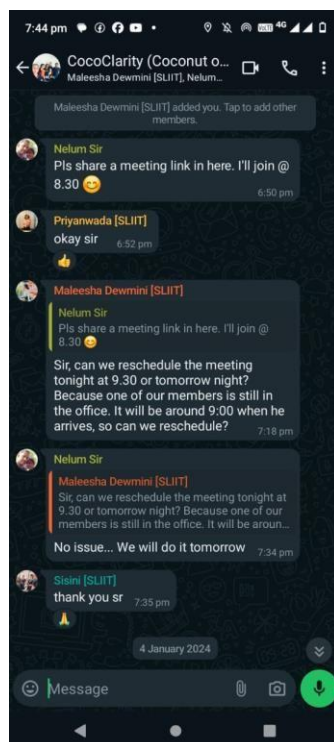 7:44 pm
4G
CocoClarity (Coconut o...
Maleesha Dewmini [SLIIT], Nelum...
Maleesha Dewmini [SLIIT] added you. Tap to add other
members.
Nelum Sir
Pls share a meeting link in here. I'll join @
8.30 😊
6:50 pm
Priyanwada [SLIIT]
okay sir
6:52 pm
👍
Maleesha Dewmini [SLIIT]
Nelum Sir
Pls share a meeting link in here. I'll join @
8.30 😊
Sir, can we reschedule the meeting
tonight at 9.30 or tomorrow night?
Because one of our members is still in
the office. It will be around 9:00 when he
arrives, so can we reschedule?
7:18 pm
Nelum Sir
Maleesha Dewmini [SLIIT]
Sir, can we reschedule the meeting tonight at
9.30 or tomorrow night? Because one of our
members is still in the office. It will be aroun...
No issue... We will do it tomorrow
7:34 pm
Sisini [SLIIT]
thank you sr
7:35 pm
🙏
4 January 2024
Message